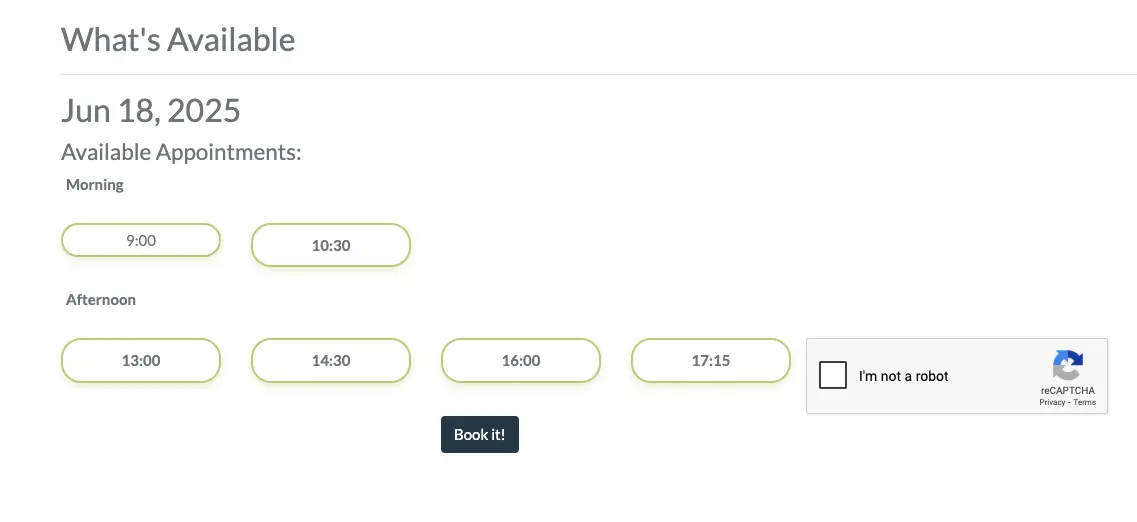 What's Available
Jun 18, 2025
Available Appointments:
Morning
9:00
10:30
Afternoon
13:00
14:30
16:00
17:15
I'm not a robot
reCAPTCHA
Privacy - Terms
Book it!